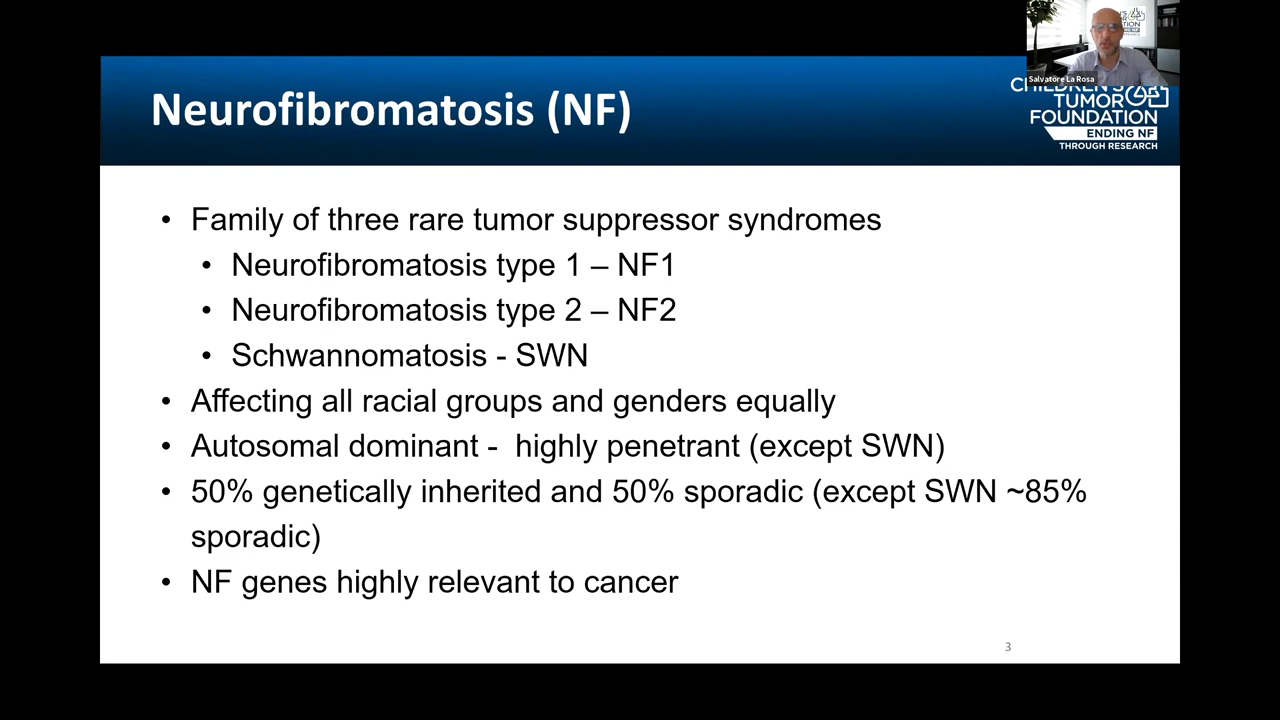 Salvatore La Rosa
Neurofibromatosis (NF)
CHILDREN'S
TUMOR
FOUNDATION
ENDING NF
THROUGH RESEARCH
• Family of three rare tumor suppressor syndromes
• Neurofibromatosis type 1 – NF1
• Neurofibromatosis type 2 – NF2
• Schwannomatosis - SWN
• Affecting all racial groups and genders equally
• Autosomal dominant - highly penetrant (except SWN)
• 50% genetically inherited and 50% sporadic (except SWN ~85%
sporadic)
• NF genes highly relevant to cancer
3